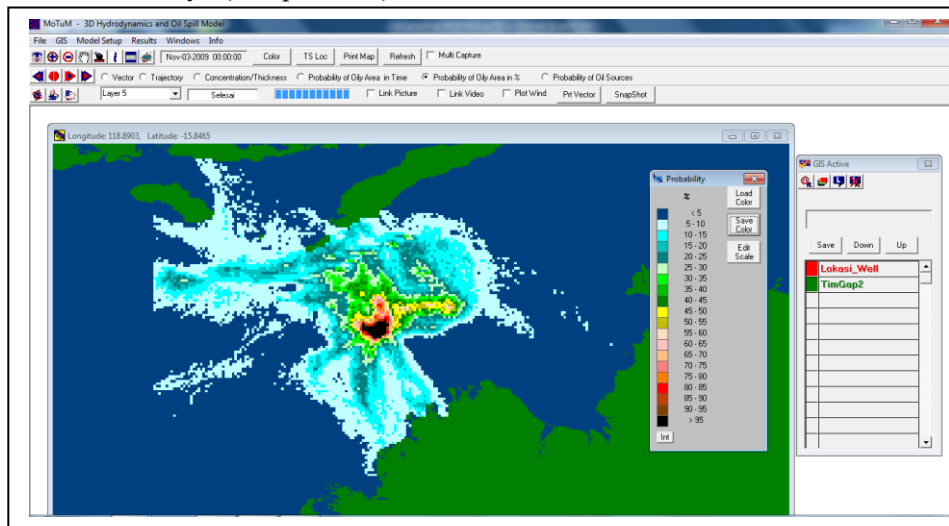 MoTuM - 3D Hydrodynamics and Oil Spill Model
File GIS Model Setup Results Windows Info
Nov-03-2009 00:00:00 Color TS Loc Print Map Refresh Multi Capture
Vector Trajectory Concentration/Thickness Probability of Oily Area in Time Probability of Oily Area in % Probability of Oil Sources
Layer 5 Selesai Link Picture Link Video Plot Wind Prt Vector SnapShot
Longitude: 118.8903, Latitude: -15.8465
Probability
%
Load Color
Save Color
Edit Scale
< 5
5 - 10
10 - 15
15 - 20
20 - 25
25 - 30
30 - 35
35 - 40
40 - 45
45 - 50
50 - 55
55 - 60
60 - 65
65 - 70
70 - 75
75 - 80
80 - 85
85 - 90
90 - 95
> 95
Int
GIS Active
Save Down Up
Lokasi_Well
TimGap2